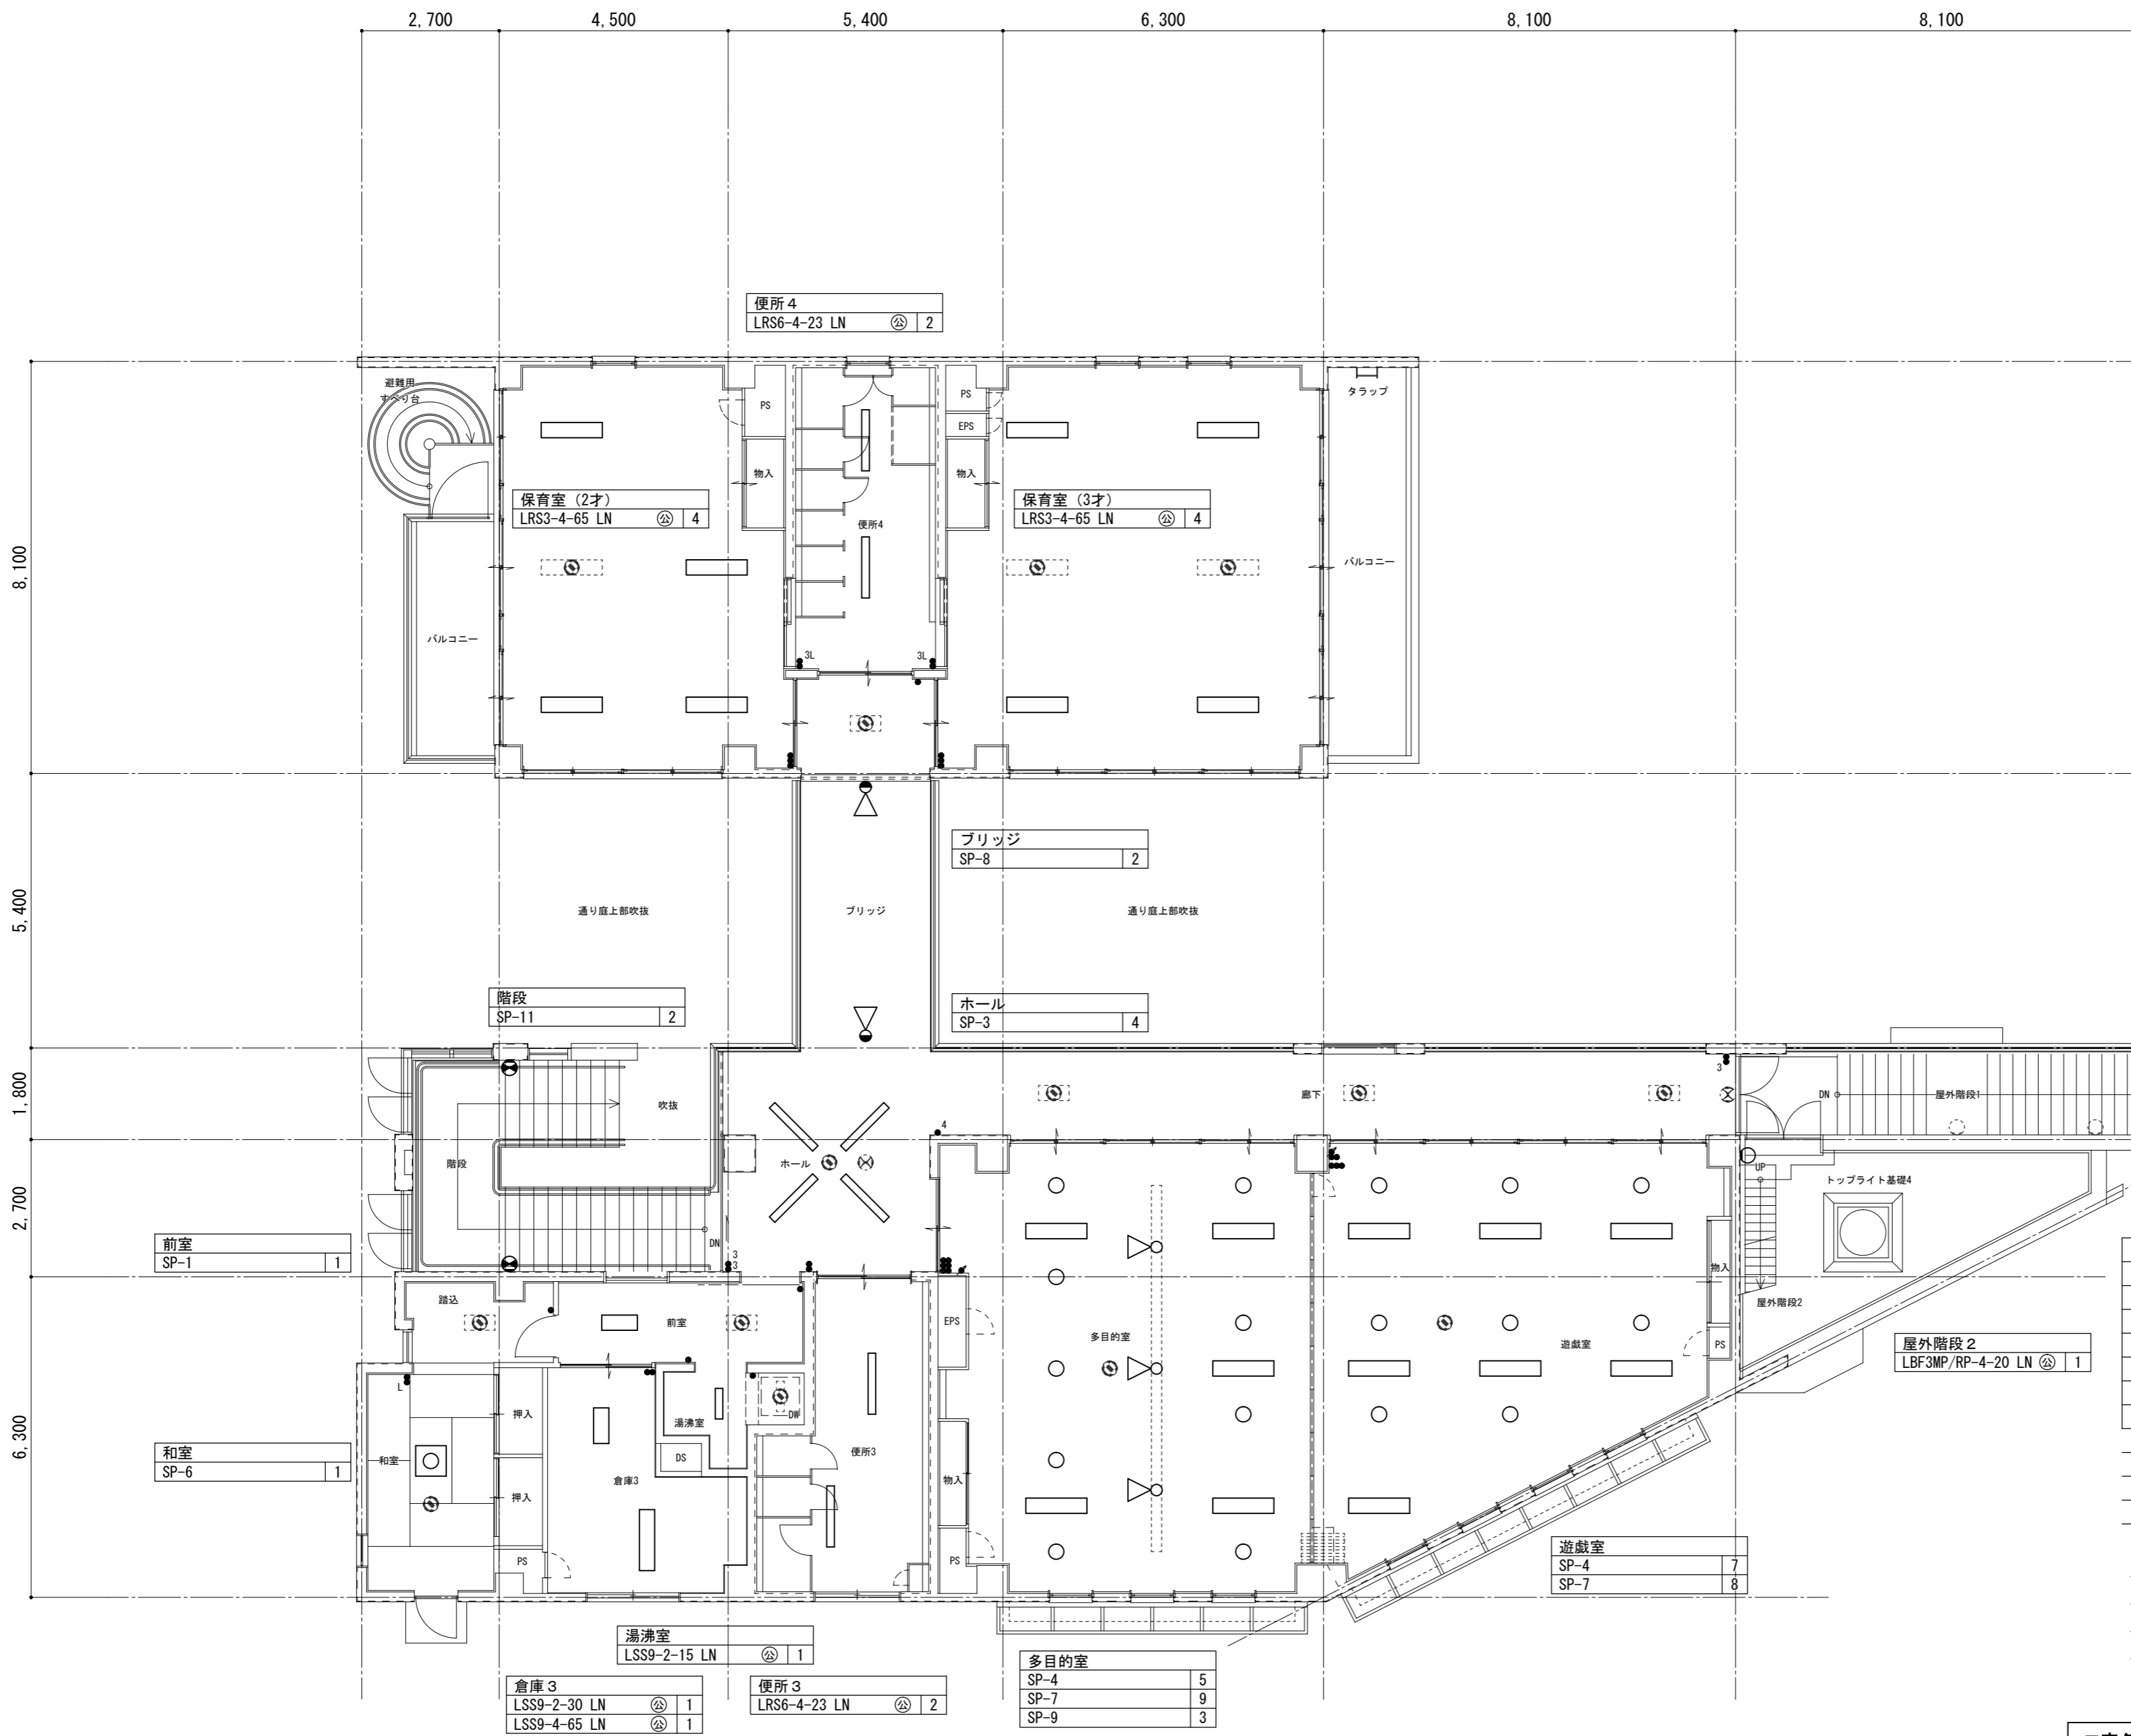 2,700
4,500
5,400
6,300
8,100
8,100
便所４
LRS6-4-23 LN ㊡ 2
避難用
すべり台
PS
PS
EPS
タラップ
物入
物入
保育室（2才）
LRS3-4-65 LN 公 4
保育室（3才）
LRS3-4-65 LN 公 4
便所4
8,100
バルコニー
バルコニー
3L
3L
ブリッジ
SP-8 2
5,400
通り庭上部吹抜
ブリッジ
通り庭上部吹抜
階段
SP-11 2
ホール
SP-3 4
1,800
吹抜
廊下
3
DN
屋外階段1
4
階段
ホール
UP
トップライト基礎4
2,700
前室
SP-1 1
DN
3
3
物入
踏込
前室
EPS
多目的室
遊戯室
PS
屋外階段2
屋外階段２
LBF3MP/RP-4-20 LN 公 1
L
押入
湯沸室
DW
6,300
和室
SP-6 1
和室
DS
便所3
倉庫3
物入
押入
PS
PS
遊戯室
SP-4 7
SP-7 8
湯沸室
LSS9-2-15 LN 公 1
倉庫３
LSS9-2-30 LN 公 1
LSS9-4-65 LN 公 1
便所３
LRS6-4-23 LN 公 2
多目的室
SP-4 5
SP-7 9
SP-9 3